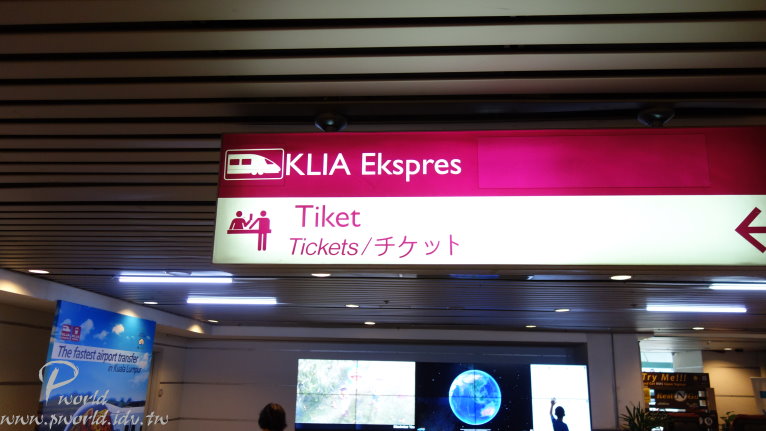 KLIA Ekspres
Tiket
Tickets/チケット
The fastest airport transfer
in Kuala Lumpur
Try Me!!!
P world
www.pworld.idv.tw